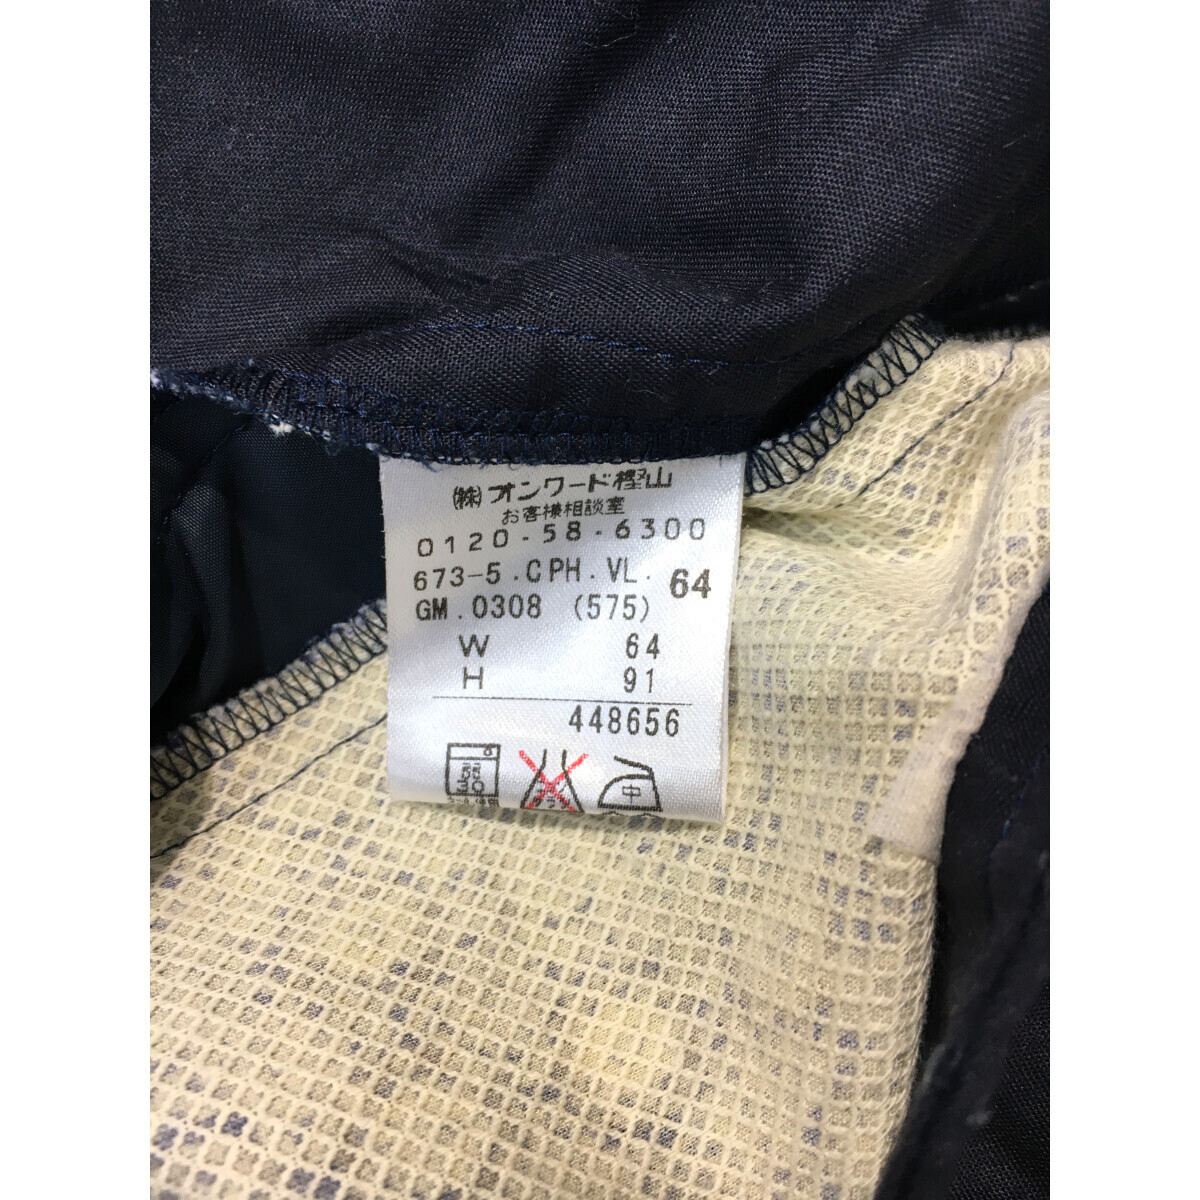 (株)オンワード樫山
お客様相談室
0120-58-6300
673-5.CPH.VL. 64
GM.0308 (575)
W 64
H 91
448656
中